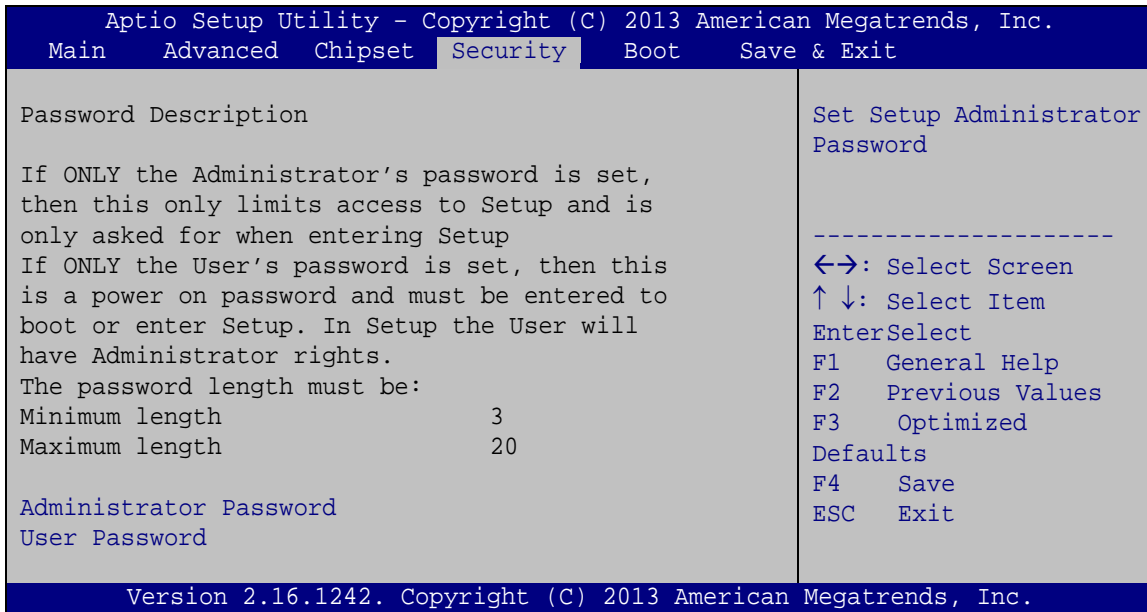 Aptio Setup Utility – Copyright (C) 2013 American Megatrends, Inc.
Main Advanced Chipset Security Boot Save & Exit
Password Description
If ONLY the Administrator’s password is set,
then this only limits access to Setup and is
only asked for when entering Setup
If ONLY the User’s password is set, then this
is a power on password and must be entered to
boot or enter Setup. In Setup the User will
have Administrator rights.
The password length must be:
Minimum length 3
Maximum length 20
Administrator Password
User Password
Set Setup Administrator
Password
---------------------
←→: Select Screen
↑ ↓: Select Item
EnterSelect
F1 General Help
F2 Previous Values
F3 Optimized
Defaults
F4 Save
ESC Exit
Version 2.16.1242. Copyright (C) 2013 American Megatrends, Inc.